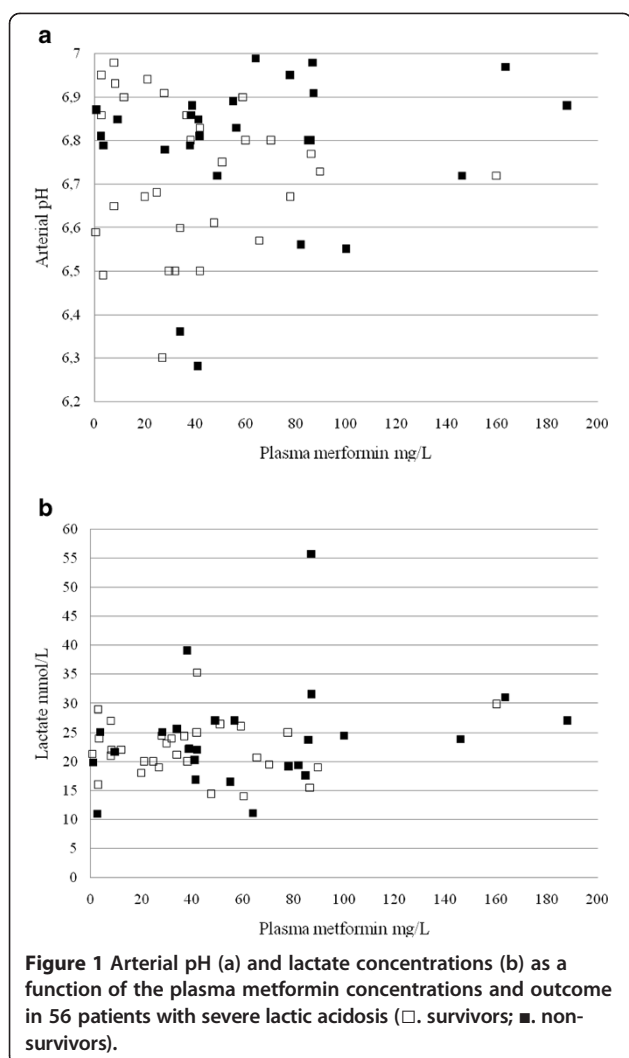 a
7
6,9
6,8
6,7
6,6
6,5
6,4
6,3
6,2
Arterial pH
0 20 40 60 80 100 120 140 160 180 200
Plasma merformin mg/L
b
60
55
50
45
40
35
30
25
20
15
10
5
0
Lactate mmol/L
0 20 40 60 80 100 120 140 160 180 200
Plasma metformin mg/L
Figure 1 Arterial pH (a) and lactate concentrations (b) as a
function of the plasma metformin concentrations and outcome
in 56 patients with severe lactic acidosis (□. survivors; ■. non-
survivors).